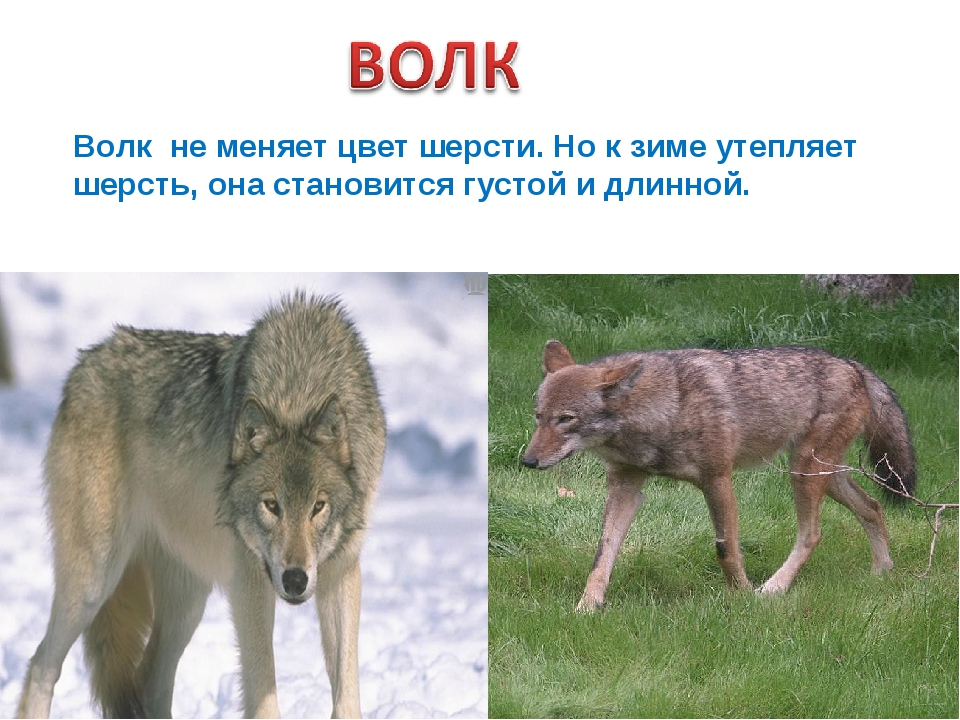 ВОЛК
Волк не меняет цвет шерсти. Но к зиме утепляет
шерсть, она становится густой и длинной.